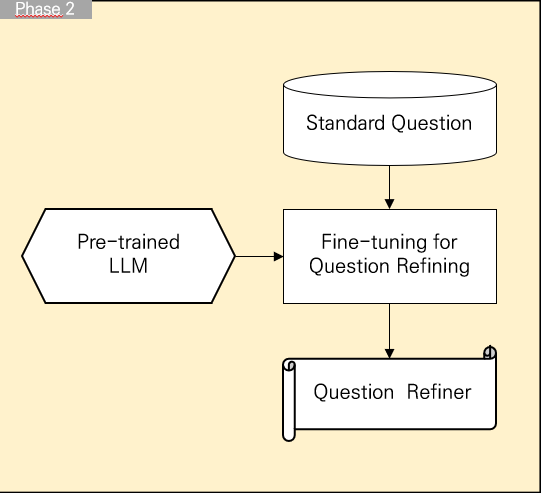 Phase 2
Standard Question
Pre-trained
LLM
Fine-tuning for
Question Refining
Question Refiner